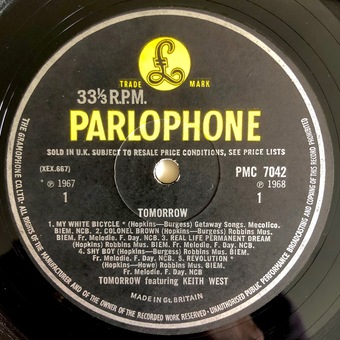 £
TRADE MARK
33⅓ R.P.M.
PARLOPHONE
SOLD IN U.K. SUBJECT TO RESALE PRICE CONDITIONS, SEE PRICE LISTS
(XEX.667)
PMC 7042
℗ 1967
℗ 1968
1
1
TOMORROW
1. MY WHITE BICYCLE * (Hopkins—Burgess) Getaway Songs. Mecolico.
BIEM. NCB. 2. COLONEL BROWN (Hopkins—Burgess) Robbins Mus.
BIEM. Fr. Melodie. F. Day. NCB. 3. REAL LIFE PERMANENT DREAM
(Hopkins) Robbins Mus. BIEM. Fr. Melodie. F. Day. NCB.
4. SHY BOY (Hopkins—Burgess) Robbins Mus. BIEM.
Fr. Melodie. F. Day. NCB. 5. REVOLUTION *
(Hopkins—Howe) Robbins Mus. BIEM.
Fr. Melodie. F. Day. NCB
TOMORROW featuring KEITH WEST
MADE IN Gt. BRITAIN
THE GRAMOPHONE CO. LTD. ALL RIGHTS OF THE MANUFACTURER AND OF THE OWNER OF THE RECORDED WORK RESERVED · UNAUTHORISED PUBLIC PERFORMANCE BROADCASTING AND COPYING OF THIS RECORD PROHIBITED